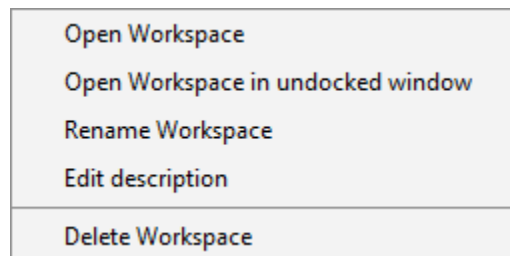 Open Workspace
Open Workspace in undocked window
Rename Workspace
Edit description
Delete Workspace